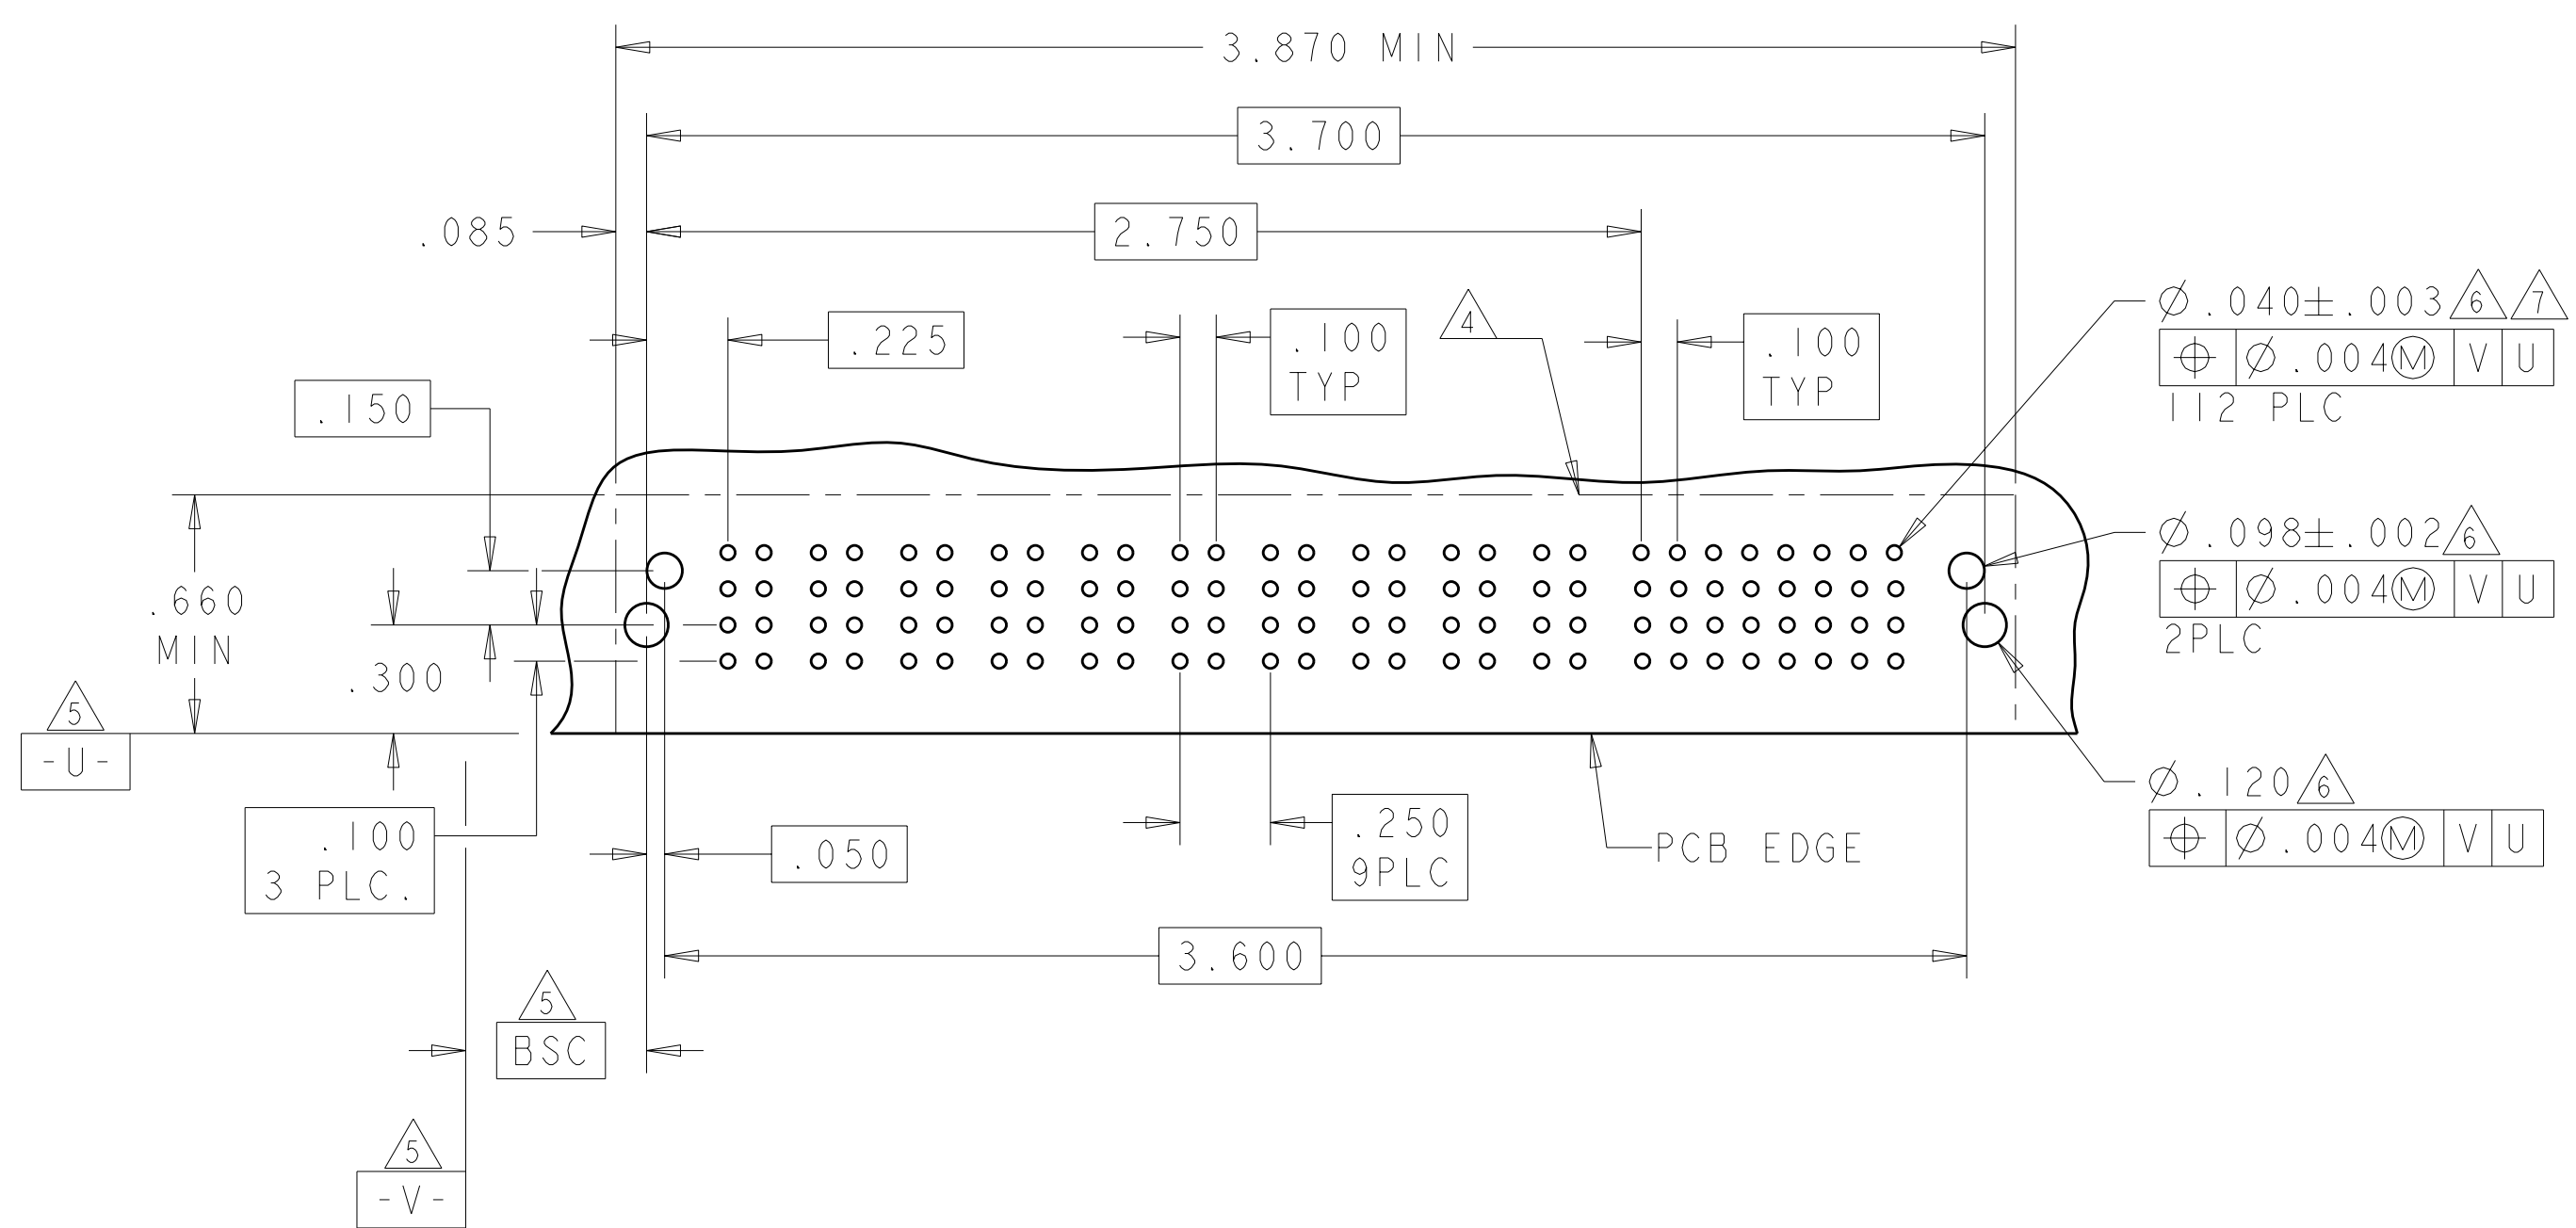 3.870 MIN
3.700
.085
2.750
.225
.100
TYP
4
.100
TYP
⌀.040±.003 6 7
⌖ ⌀.004Ⓜ V U
112 PLC
.150
⌀.098±.002 6
⌖ ⌀.004Ⓜ V U
2PLC
.660
MIN
.300
5
-U-
⌀.120 6
⌖ ⌀.004Ⓜ V U
.100
3 PLC.
.050
.250
9PLC
PCB EDGE
3.600
5
BSC
5
-V-